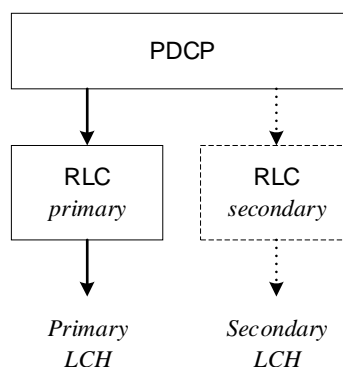 PDCP
RLC
primary
RLC
secondary
Primary
LCH
Secondary
LCH